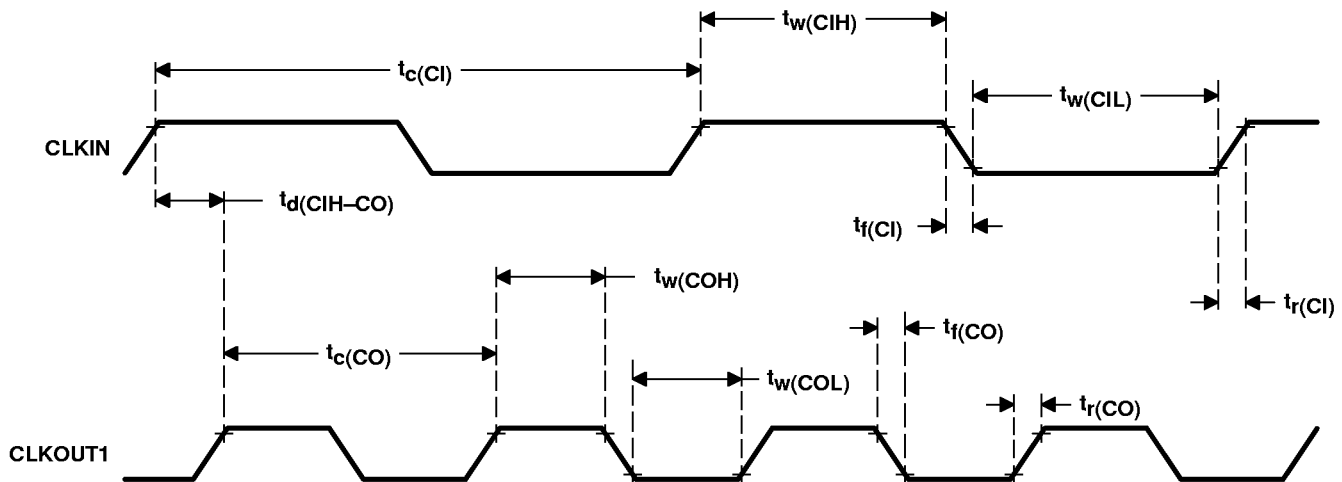 tw(CIH)
tc(CI)
tw(CIL)
CLKIN
td(CIH–CO)
tf(CI)
tw(COH)
tr(CI)
tf(CO)
tc(CO)
tw(COL)
tr(CO)
CLKOUT1